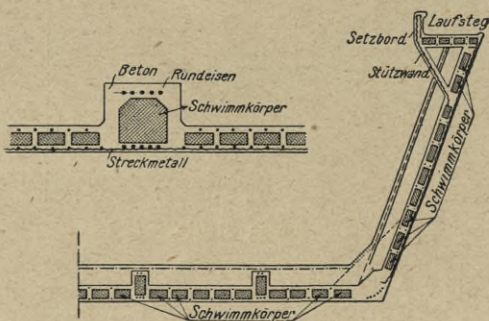 Laufsteg
Setzbord
Stützwand
Beton
Rundeisen
Schwimmkörper
Streckmetall
Schwimmkörper
Schwimmkörper